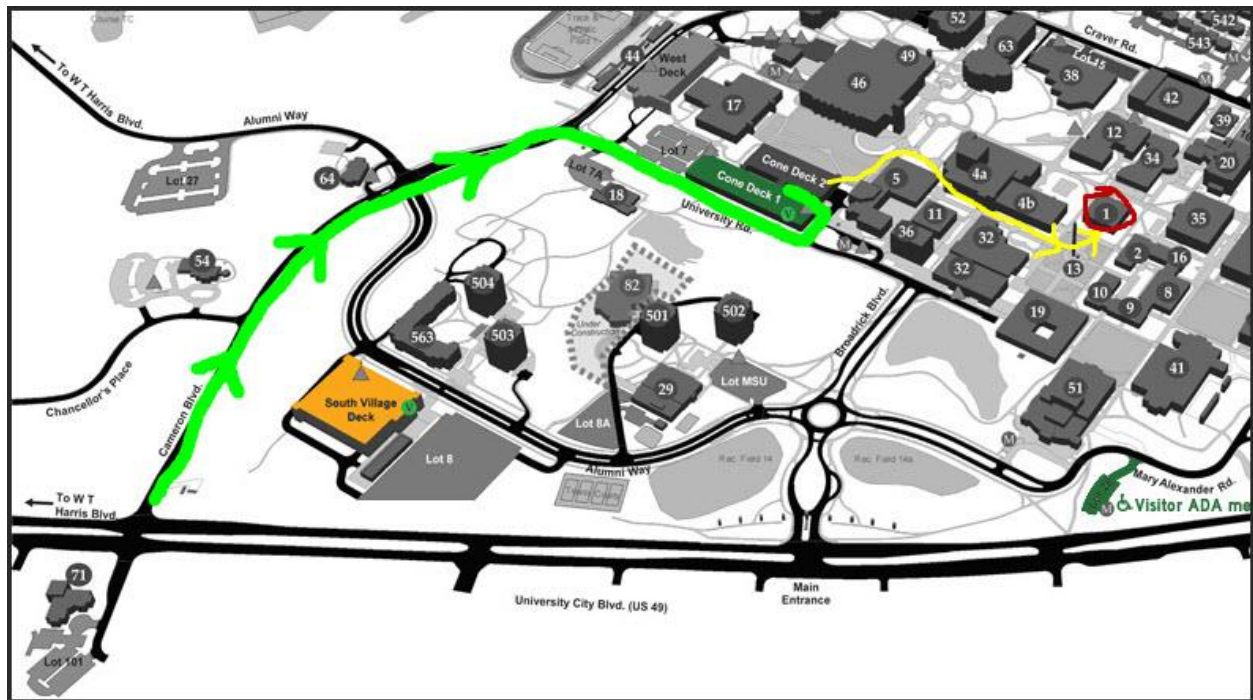 52
542
Craver Rd.
543
63
49
44
West
Deck
Lot 15
To W T Harris
Blvd.
46
38
M
M
42
17
39
Alumni Way
12
34
20
Lot 7
Cone Deck 2
4a
64
Lot 27
Lot 7A
Cone Deck 1
5
18
V
4b
1
35
University
Rd.
11
36
M
32
54
13
2
16
32
504
82
10
8
9
501
502
19
Under
Construction
Broadrick Blvd.
563
503
Chancellor's Place
Cameron Blvd.
29
Lot MSU
51
41
South Village
Deck
V
Lot 8A
M
Lot 8
Alumni Way
Rec. Field 14
Rec. Field 14a
Mary Alexander Rd.
M
Visitor ADA me
To W T
Harris Blvd.
71
Main
Entrance
University City Blvd. (US 49)
Lot 101